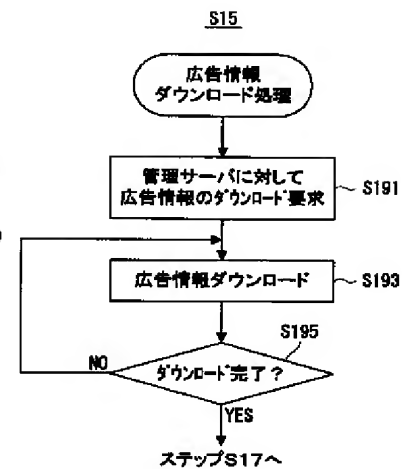 S15
広告情報
ダウンロード処理
管理サーバに対して
広告情報のダウンロード要求
S191
広告情報ダウンロード
S193
S195
ダウンロード完了?
NO
YES
ステップS17へ